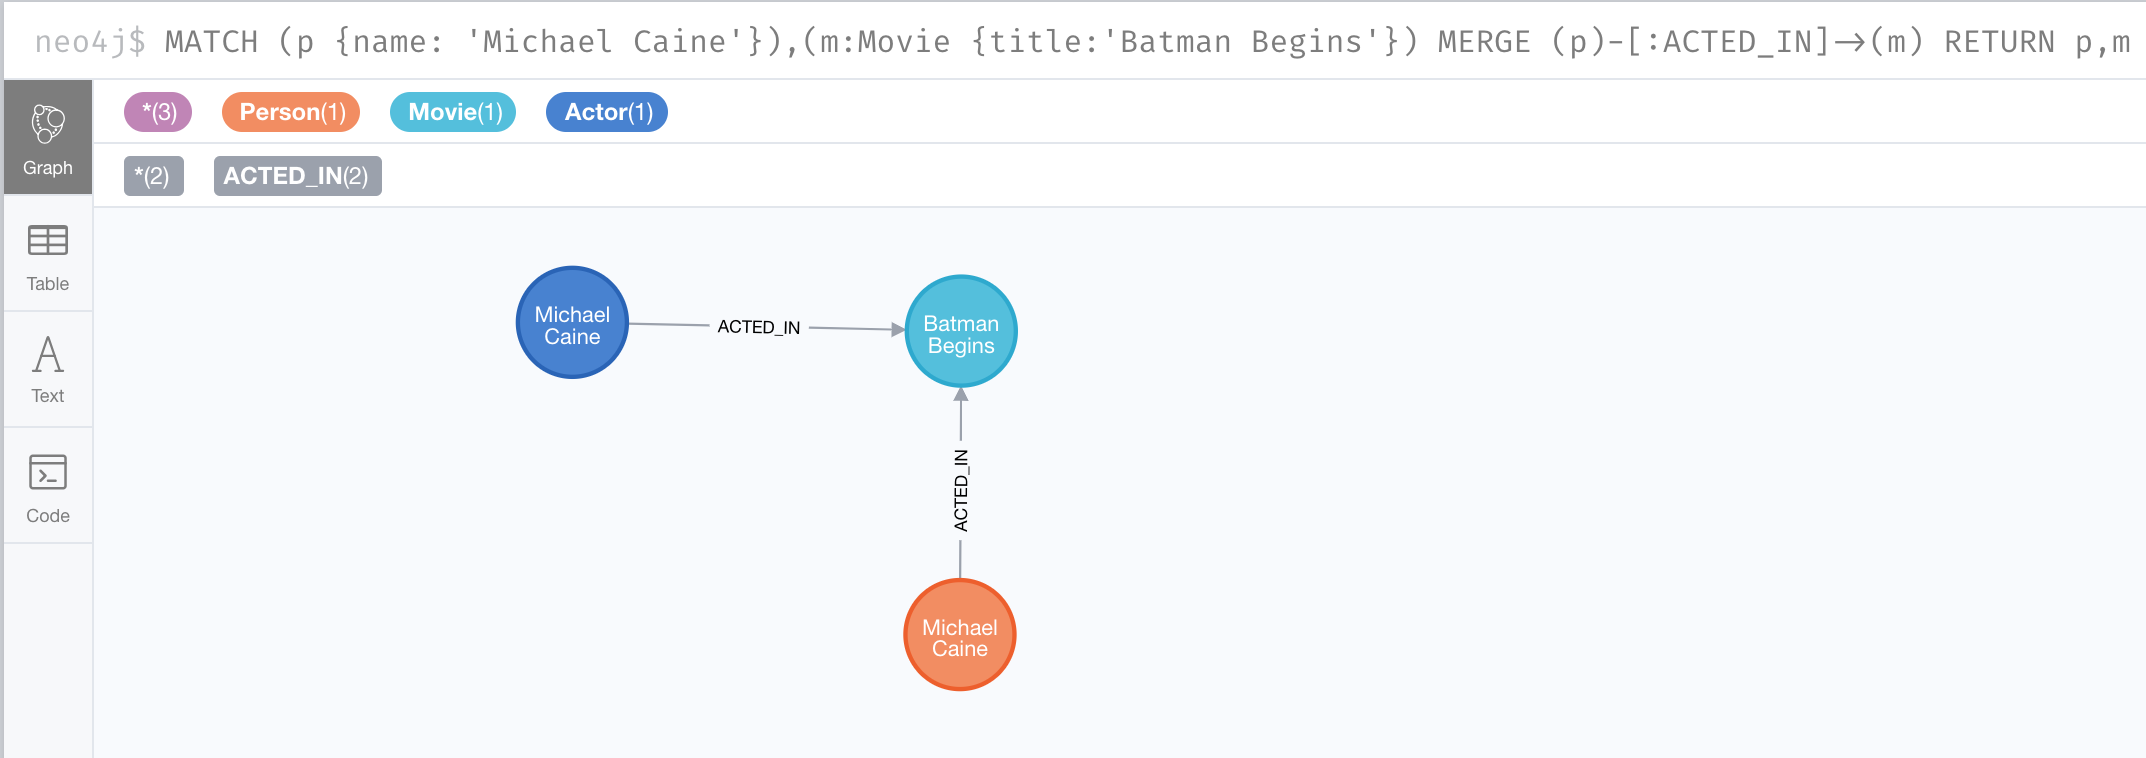 neo4j$ MATCH (p {name: 'Michael Caine'}),(m:Movie {title:'Batman Begins'}) MERGE (p)-[:ACTED_IN]->(m) RETURN p,m
*(3) Person(1) Movie(1) Actor(1)
*(2) ACTED_IN(2)
Graph
Table
Text
Code
Michael
Caine
ACTED_IN
Batman
Begins
ACTED_IN
Michael
Caine